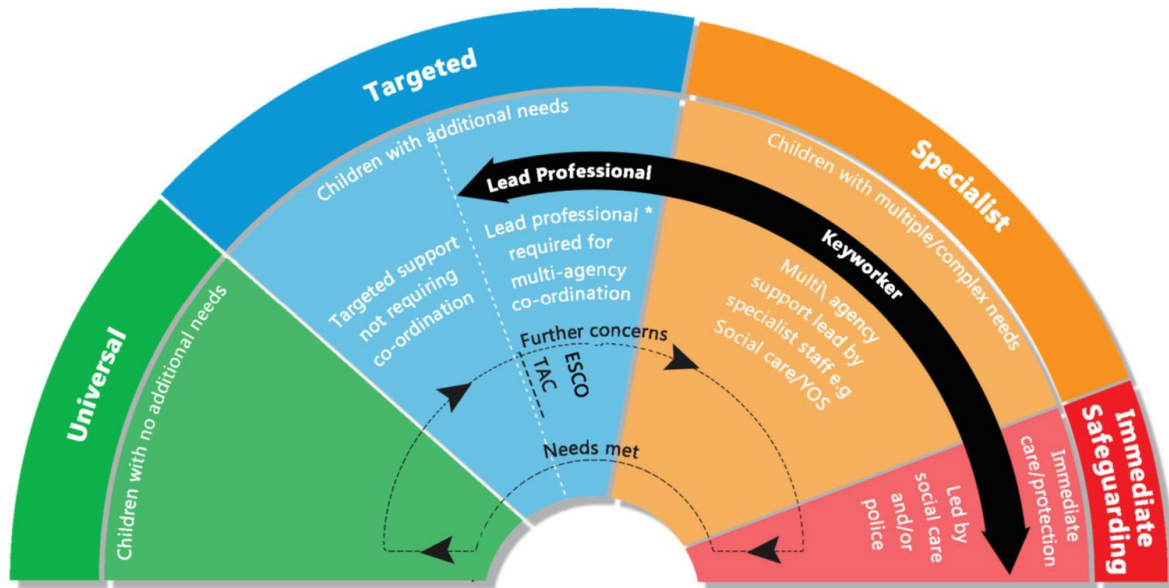 Universal
Children with no additional needs
Targeted
Children with additional needs
Targeted support
not requiring
co-ordination
Lead professional *
required for
multi-agency
co-ordination
Lead Professional
Keyworker
Further concerns
TAC
ESCO
Needs met
Specialist
Children with multiple/complex needs
Multi\ agency
support lead by
specialist staff e.g
Social care/YOS
Immediate
Safeguarding
Immediate
care/protection
Led by
social care
and/or
police